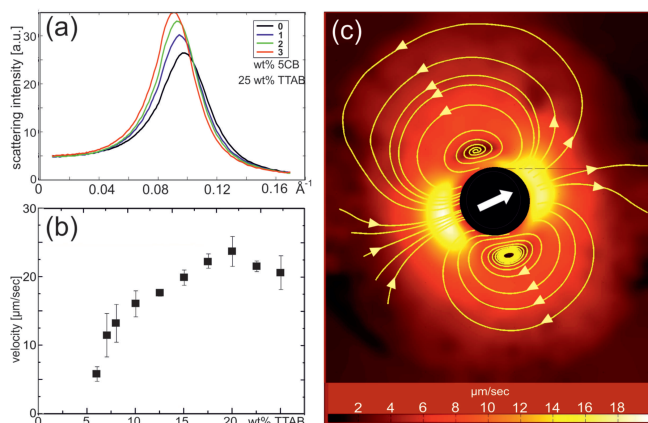 (a)
scattering intensity [a.u.]
30
20
10
0
0
0.04
0.08
0.12
0.16
Å⁻¹
0
1
2
3
wt% 5CB
25 wt% TTAB
(b)
velocity [µm/sec]
30
20
10
0
0
5
10
15
20
25
wt% TTAB
(c)
µm/sec
2 4 6 8 10 12 14 16 18